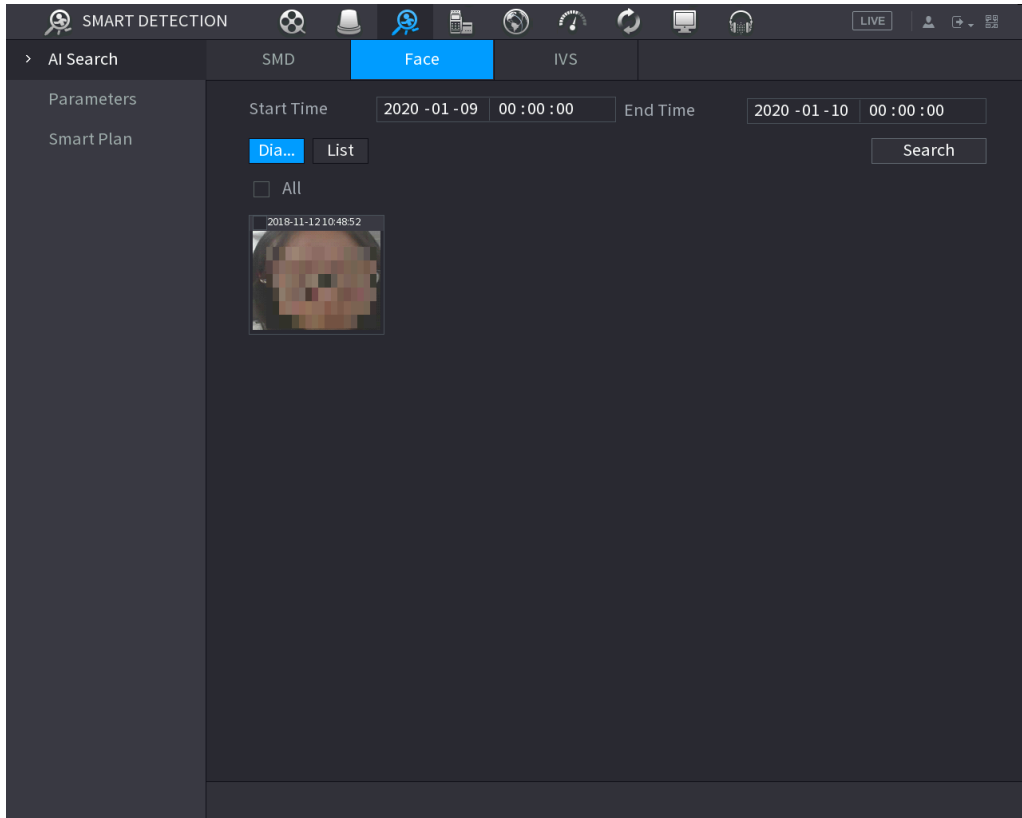 SMART DETECTION LIVE
> AI Search SMD Face IVS
Parameters
Smart Plan
Start Time 2020 -01 -09 00 : 00 : 00 End Time 2020 -01 -10 00 : 00 : 00
Dia... List Search
All
2018-11-12 10:48:52